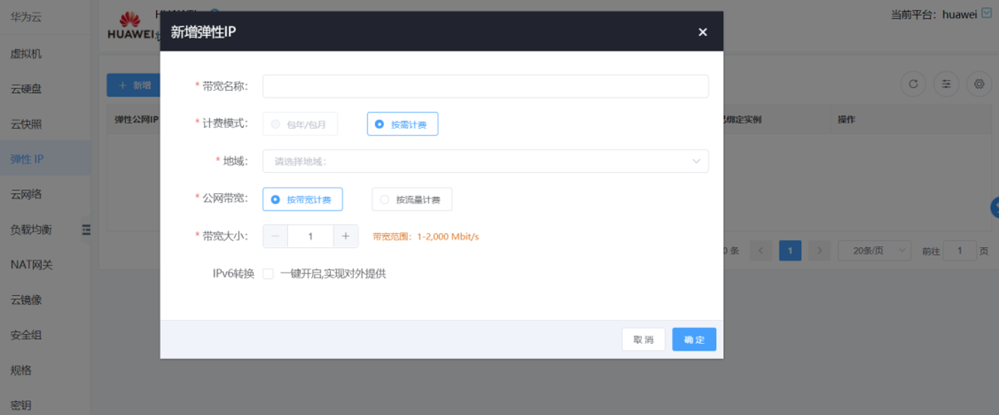 华为云
当前平台：huawei
HUAWEI
新增弹性IP
虚拟机
云硬盘
云快照
弹性 IP
云网络
负载均衡
NAT网关
云镜像
安全组
规格
密钥
+ 新增
弹性公网IP
已绑定实例
操作
* 带宽名称：
* 计费模式：
包年/包月
按需计费
* 地域：
请选择地域：
* 公网带宽：
按带宽计费
按流量计费
* 带宽大小：
1
带宽范围：1-2,000 Mbit/s
IPv6转换
一键开启,实现对外提供
0 条
1
20条/页
前往 1 页
取 消
确 定